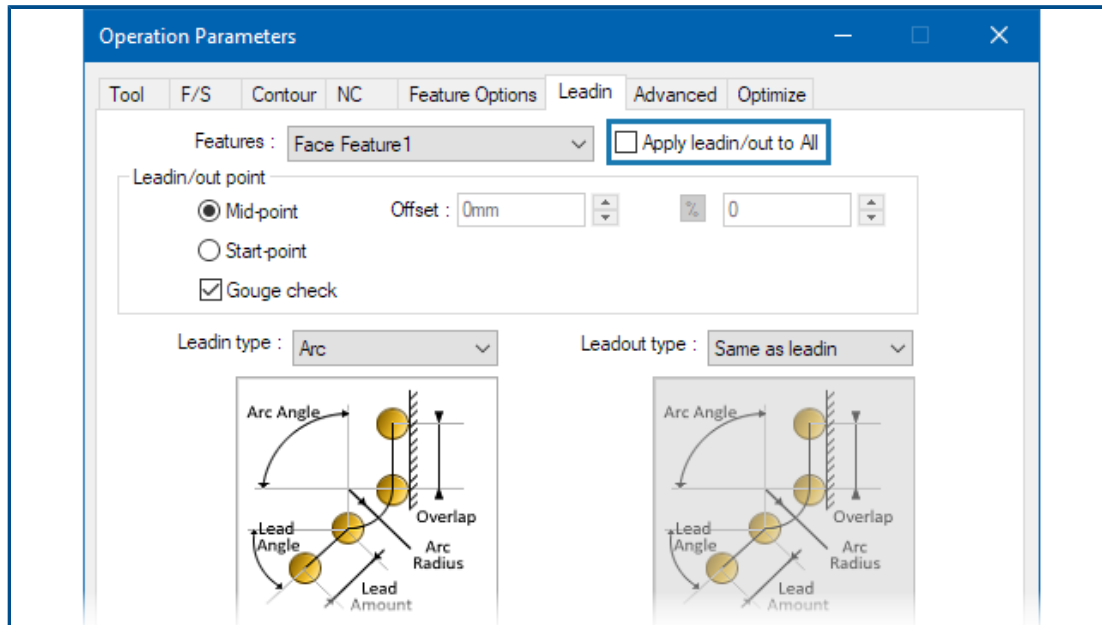 Operation Parameters
Tool F/S Contour NC Feature Options Leadin Advanced Optimize
Features : Face Feature1 Apply leadin/out to All
Leadin/out point
Mid-point Offset : 0mm % 0
Start-point
Gouge check
Leadin type : Arc Leadout type : Same as leadin
Arc Angle
Overlap
Lead
Angle
Arc
Radius
Lead
Amount
Arc Angle
Overlap
Lead
Angle
Arc
Radius
Lead
Amount